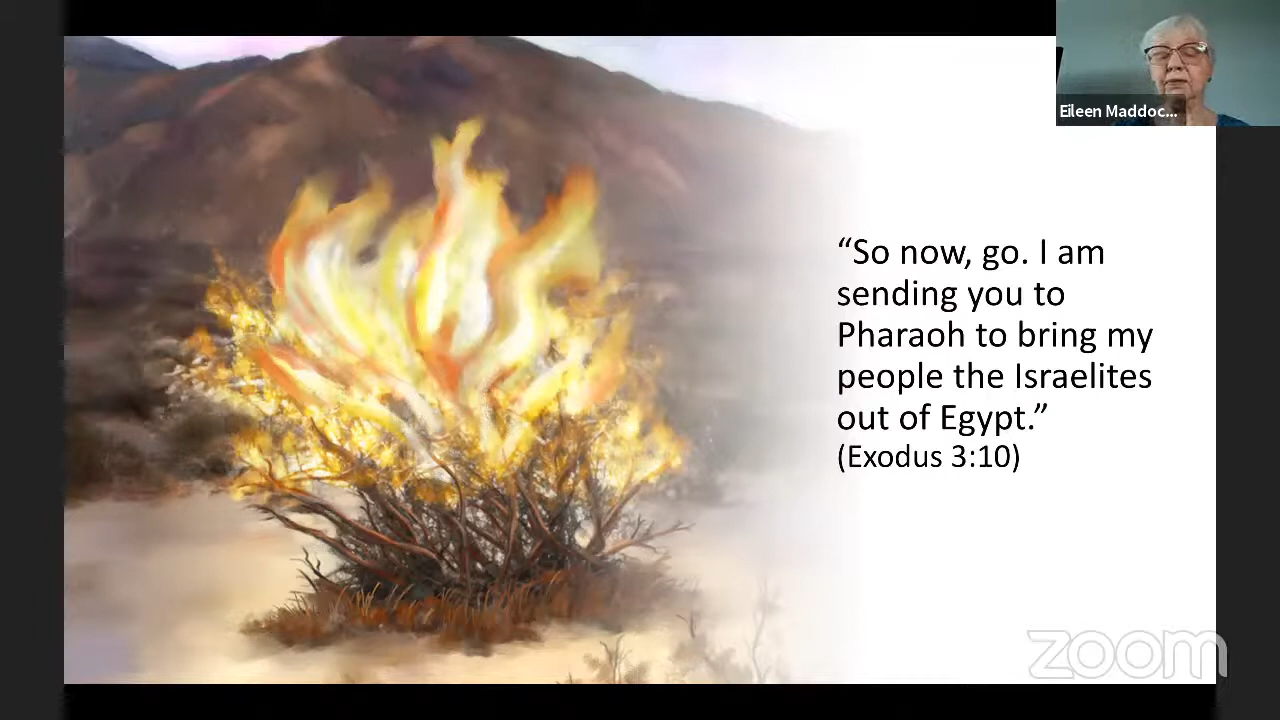 Eileen Maddoc...
“So now, go. I am
sending you to
Pharaoh to bring my
people the Israelites
out of Egypt.”
(Exodus 3:10)
zoom